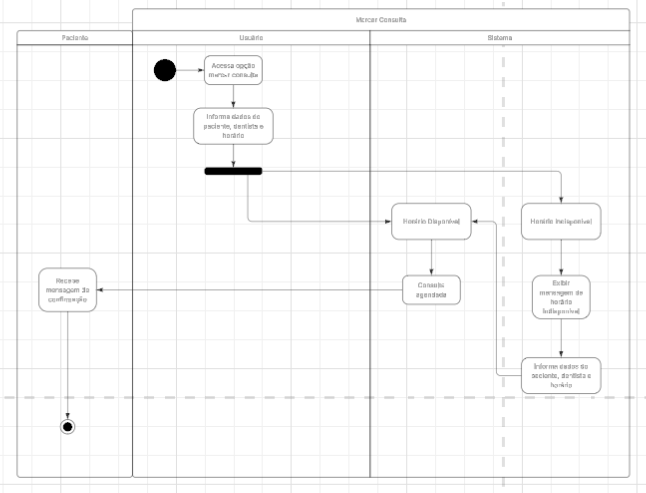 Marcar Consulta
Paciente
Usuário
Sistema
Acessa opção
marcar consulta
Informa dados do
paciente, dentista e
horário
Horário Disponível
Horário Indisponível
Recebe
mensagem de
confirmação
Consulta
agendada
Exibir
mensagem de
horário
indisponível
Informa dados do
paciente, dentista e
horário